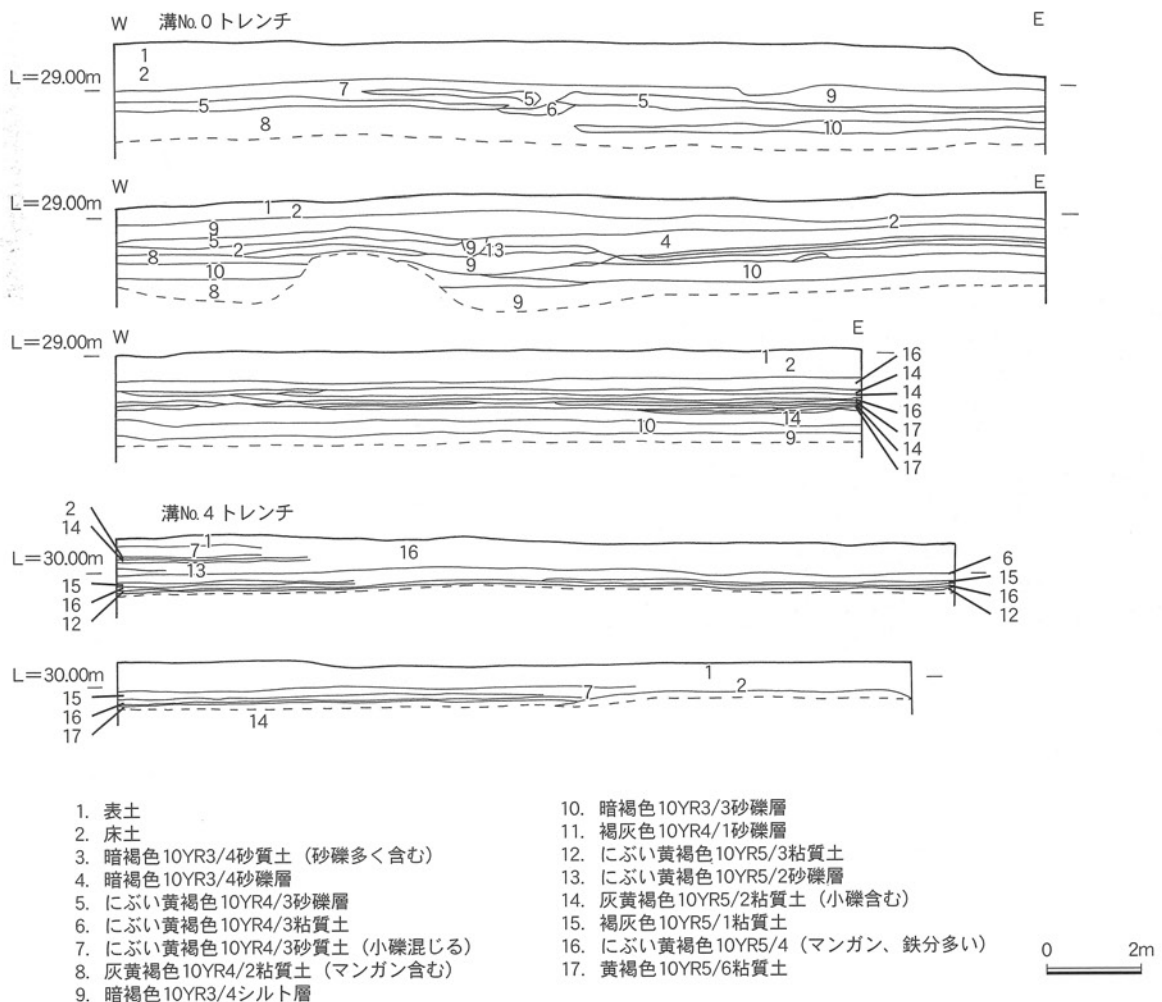 W 溝No.0 トレンチ E
1
2
L=29.00m
7
5
5
5
6
9
8
10
W E
L=29.00m
1 2
2
9
5
9 13
4
8 2
9
10
10
8
9
L=29.00m W E
1
2
16
14
14
16
17
14
17
14
10
9
2
14
溝No.4 トレンチ
1
7
16
L=30.00m
13
6
15
15
16
16
12
12
L=30.00m
1
15
7
2
16
17
14
1. 表土
2. 床土
3. 暗褐色10YR3/4砂質土（砂礫多く含む）
4. 暗褐色10YR3/4砂礫層
5. にぶい黄褐色10YR4/3砂礫層
6. にぶい黄褐色10YR4/3粘質土
7. にぶい黄褐色10YR4/3砂質土（小礫混じる）
8. 灰黄褐色10YR4/2粘質土（マンガン含む）
9. 暗褐色10YR3/4シルト層
10. 暗褐色10YR3/3砂礫層
11. 褐灰色10YR4/1砂礫層
12. にぶい黄褐色10YR5/3粘質土
13. にぶい黄褐色10YR5/2砂礫層
14. 灰黄褐色10YR5/2粘質土（小礫含む）
15. 褐灰色10YR5/1粘質土
16. にぶい黄褐色10YR5/4（マンガン、鉄分多い）
17. 黄褐色10YR5/6粘質土
0 2m